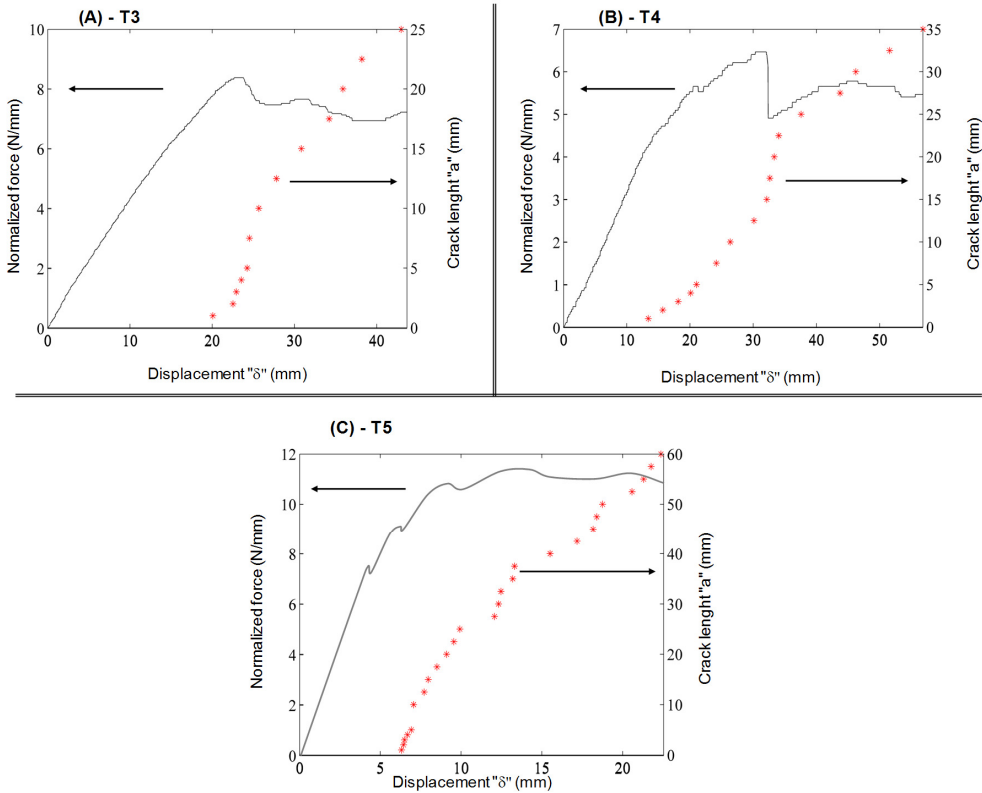 (A) - T3
10
8
6
4
2
0
Normalized force (N/mm)
25
20
15
10
5
0
Crack lenght "a" (mm)
0 10 20 30 40
Displacement "δ" (mm)
(B) - T4
7
6
5
4
3
2
1
0
Normalized force (N/mm)
35
30
25
20
15
10
5
0
Crack lenght "a" (mm)
0 10 20 30 40 50
Displacement "δ" (mm)
(C) - T5
12
10
8
6
4
2
0
Normalized force (N/mm)
60
50
40
30
20
10
0
Crack lenght "a" (mm)
0 5 10 15 20
Displacement "δ" (mm)